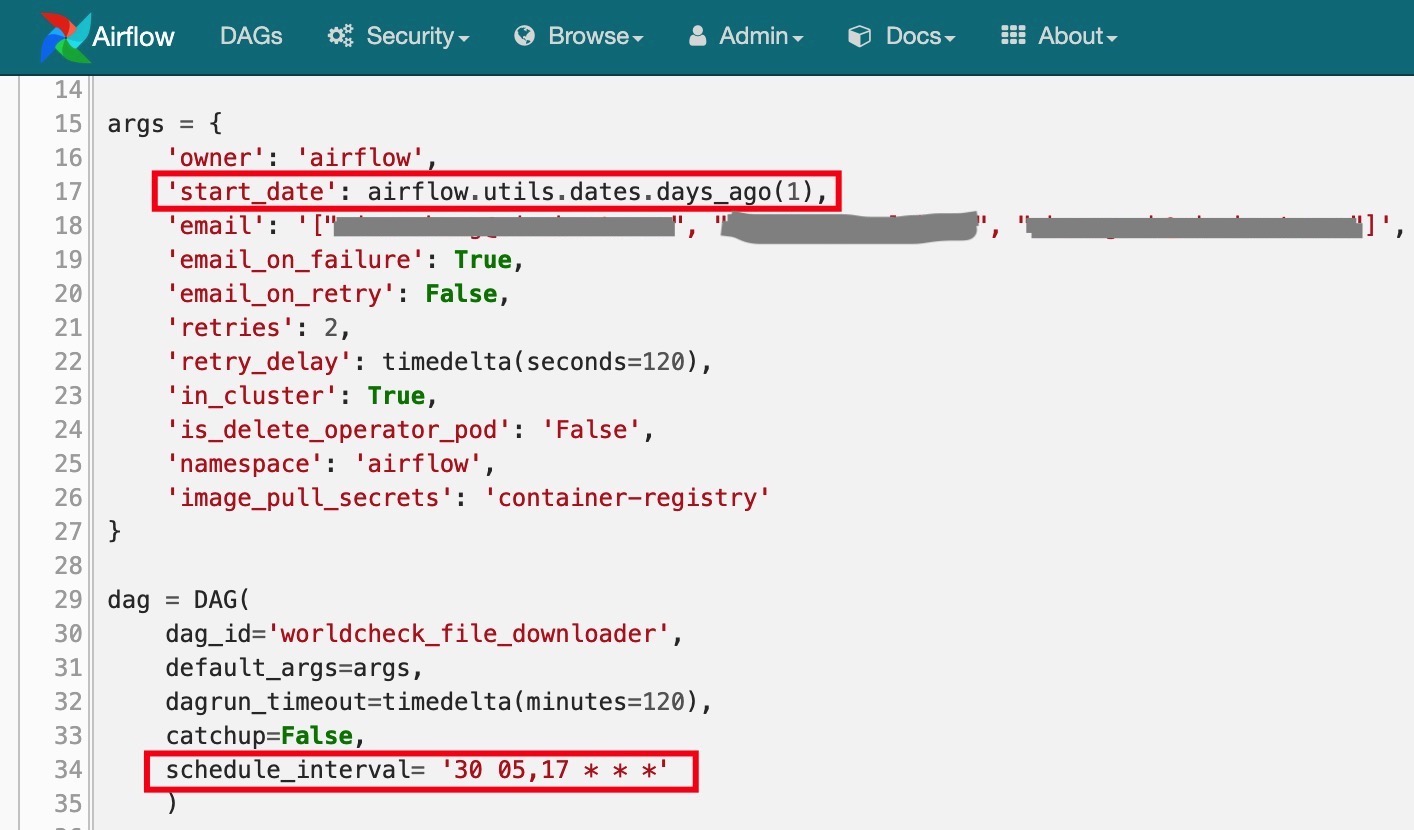 Airflow DAGs Security Browse Admin Docs About
14
15 args = {
16     'owner': 'airflow',
17     'start_date': airflow.utils.dates.days_ago(1),
18     'email': '["", "", ""]',
19     'email_on_failure': True,
20     'email_on_retry': False,
21     'retries': 2,
22     'retry_delay': timedelta(seconds=120),
23     'in_cluster': True,
24     'is_delete_operator_pod': 'False',
25     'namespace': 'airflow',
26     'image_pull_secrets': 'container-registry'
27 }
28
29 dag = DAG(
30     dag_id='worldcheck_file_downloader',
31     default_args=args,
32     dagrun_timeout=timedelta(minutes=120),
33     catchup=False,
34     schedule_interval= '30 05,17 * * *'
35     )